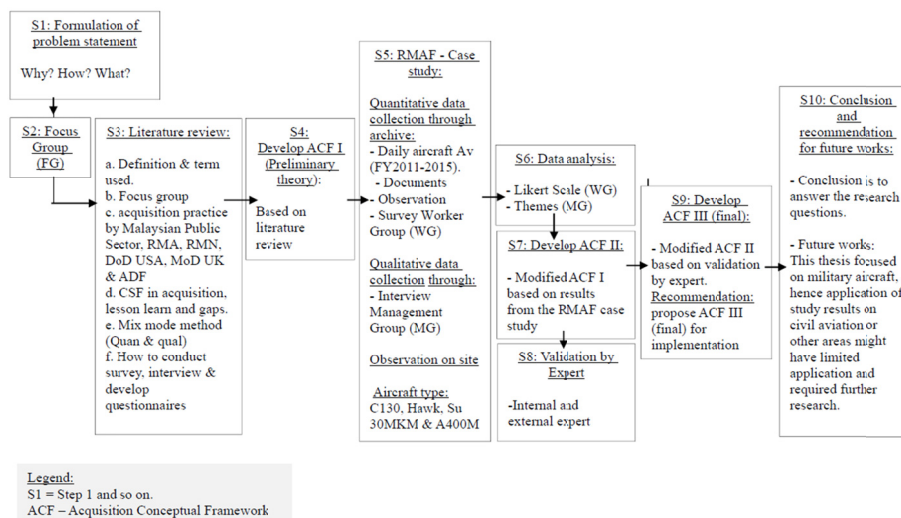 S1: Formulation of
problem statement
Why? How? What?
S2: Focus
Group
(FG)
S3: Literature review:
a. Definition & term
used.
b. Focus group
c. acquisition practice
by Malaysian Public
Sector, RMA, RMN,
DoD USA, MoD UK
& ADF
d. CSF in acquisition,
lesson learn and gaps.
e. Mix mode method
(Quan & qual)
f. How to conduct
survey, interview &
develop
questionnaires
S4:
Develop ACF I
(Preliminary
theory):
Based on
literature
review
S5: RMAF - Case
study:
Quantitative data
collection through
archive:
- Daily aircraft Av
(FY2011-2015).
- Documents
- Observation
- Survey Worker
Group (WG)
Qualitative data
collection through:
- Interview
Management
Group (MG)
Observation on site
Aircraft type:
C130, Hawk, Su
30MKM & A400M
S6: Data analysis:
- Likert Scale (WG)
- Themes (MG)
S7: Develop ACF II:
- Modified ACF I
based on results
from the RMAF case
study
S8: Validation by
Expert
-Internal and
external expert
S9: Develop
ACF III (final):
- Modified ACF II
based on validation
by expert.
Recommendation:
propose ACF III
(final) for
implementation
S10: Conclusion
and
recommendation
for future works:
- Conclusion is to
answer the research
questions.
- Future works:
This thesis focused
on military aircraft,
hence application of
study results on
civil aviation or
other areas might
have limited
application and
required further
research.
Legend:
S1 = Step 1 and so on.
ACF – Acquisition Conceptual Framework